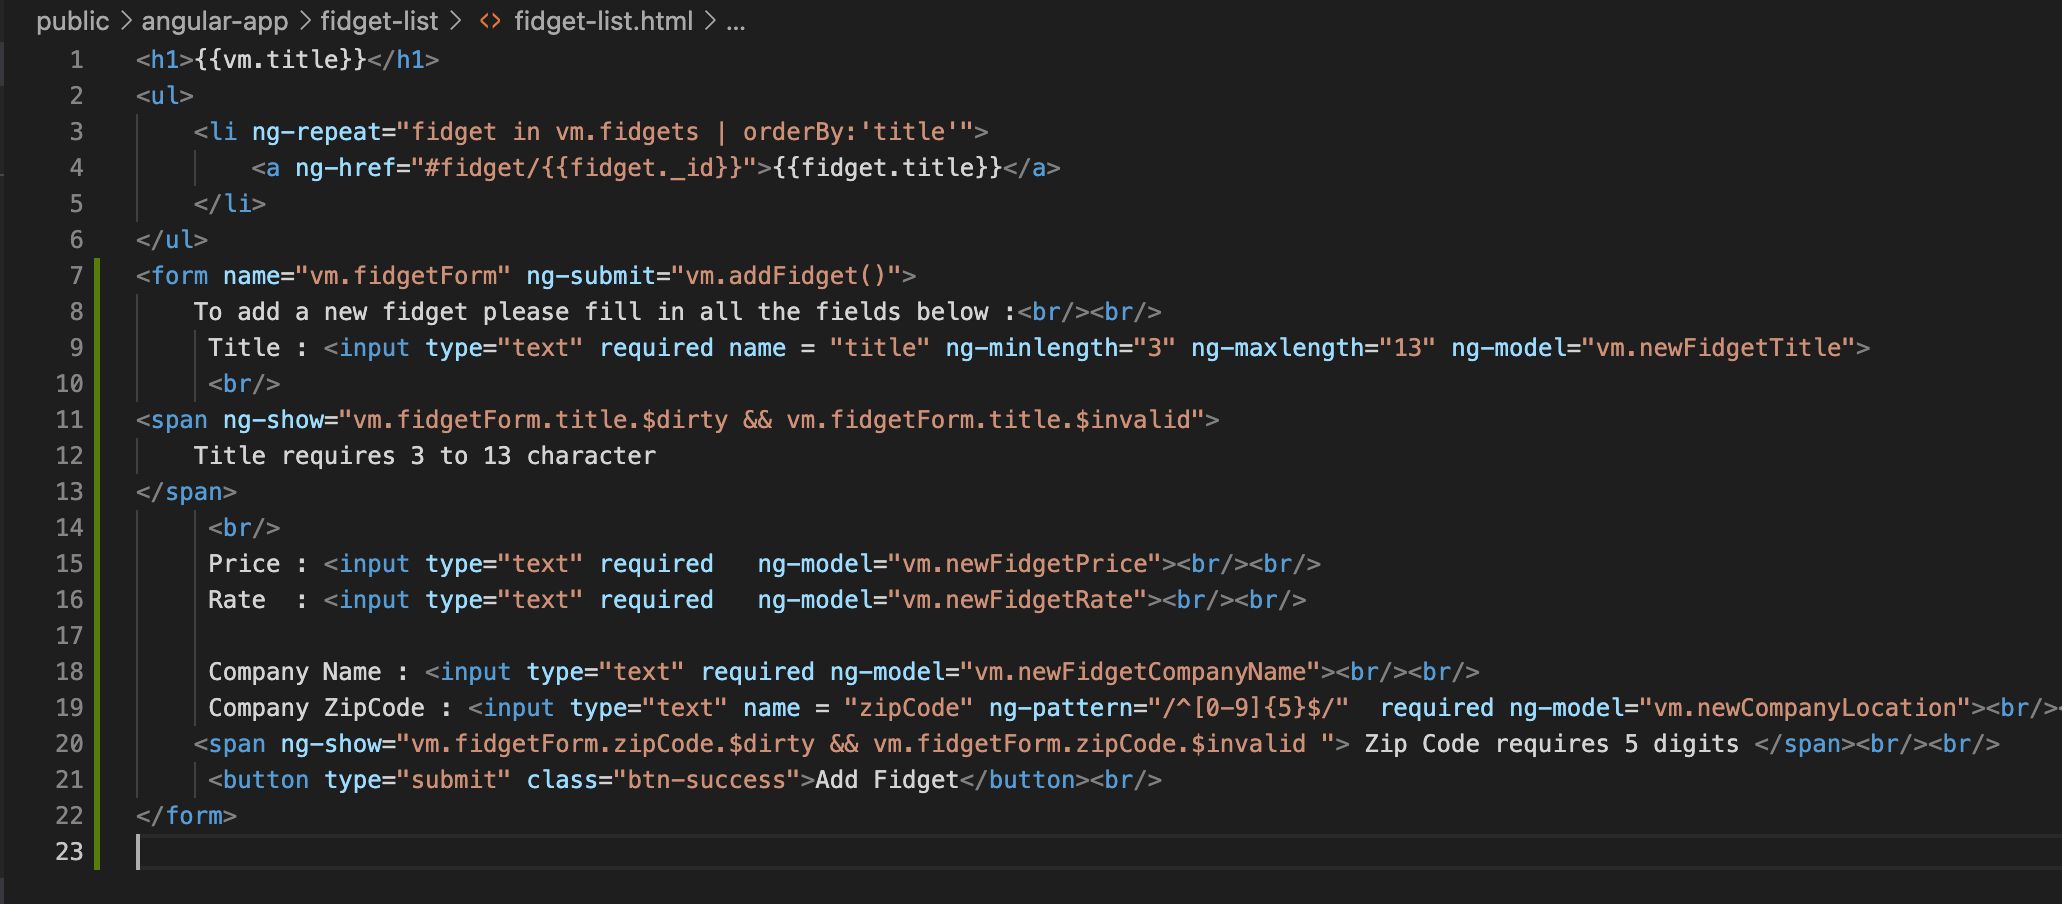 public > angular-app > fidget-list > <> fidget-list.html > ...
1 <h1>{{vm.title}}</h1>
2 <ul>
3     <li ng-repeat="fidget in vm.fidgets | orderBy:'title'">
4         <a ng-href="#fidget/{{fidget._id}}">{{fidget.title}}</a>
5     </li>
6 </ul>
7 <form name="vm.fidgetForm" ng-submit="vm.addFidget()">
8     To add a new fidget please fill in all the fields below :<br/><br/>
9      Title : <input type="text" required name = "title" ng-minlength="3" ng-maxlength="13" ng-model="vm.newFidgetTitle">
10      <br/>
11 <span ng-show="vm.fidgetForm.title.$dirty && vm.fidgetForm.title.$invalid">
12     Title requires 3 to 13 character
13 </span>
14      <br/>
15      Price : <input type="text" required   ng-model="vm.newFidgetPrice"><br/><br/>
16      Rate  : <input type="text" required   ng-model="vm.newFidgetRate"><br/><br/>
17
18      Company Name : <input type="text" required ng-model="vm.newFidgetCompanyName"><br/><br/>
19      Company ZipCode : <input type="text" name = "zipCode" ng-pattern="/^[0-9]{5}$/"  required ng-model="vm.newCompanyLocation"><br/><
20     <span ng-show="vm.fidgetForm.zipCode.$dirty && vm.fidgetForm.zipCode.$invalid "> Zip Code requires 5 digits </span><br/><br/>
21      <button type="submit" class="btn-success">Add Fidget</button><br/>
22 </form>
23